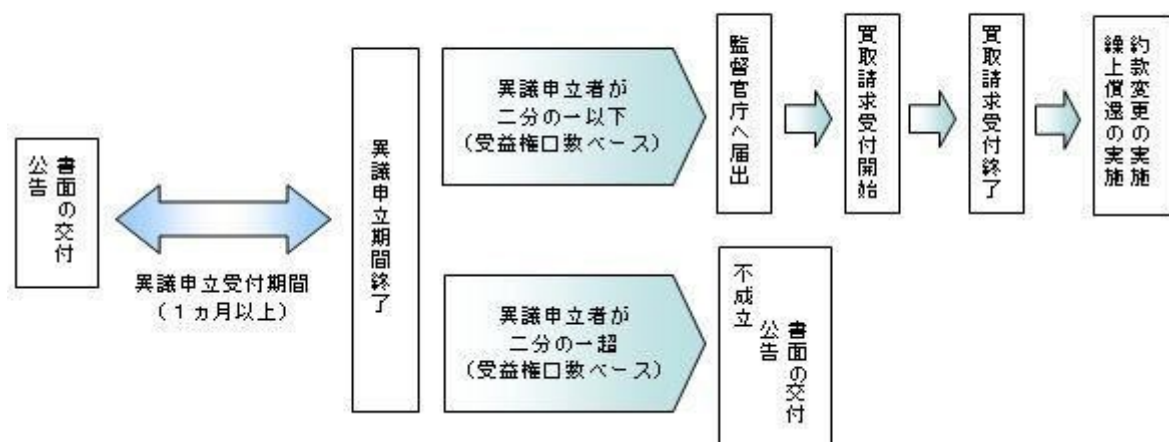 書面の交付
公告
異議申立受付期間
(１ヵ月以上)
異議申立期間終了
異議申立者が
二分の一以下
(受益権口数ベース)
監督官庁へ届出
買取請求受付開始
買取請求受付終了
約款変更の実施
繰上償還の実施
異議申立者が
二分の一超
(受益権口数ベース)
書面の交付
公告
不成立